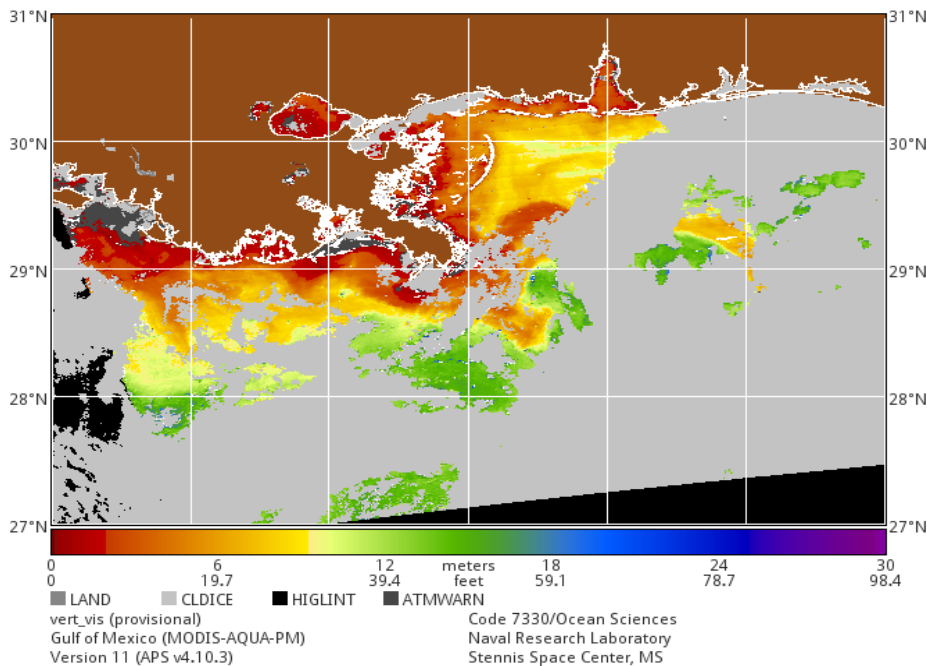 31°N 31°N
30°N 30°N
29°N 29°N
28°N 28°N
27°N 27°N
0 6 12 meters 18 24 30
0 19.7 39.4 feet 59.1 78.7 98.4
LAND CLDICE HIGLINT ATMWARN
vert_vis (provisional) Code 7330/Ocean Sciences
Gulf of Mexico (MODIS-AQUA-PM) Naval Research Laboratory
Version 11 (APS v4.10.3) Stennis Space Center, MS